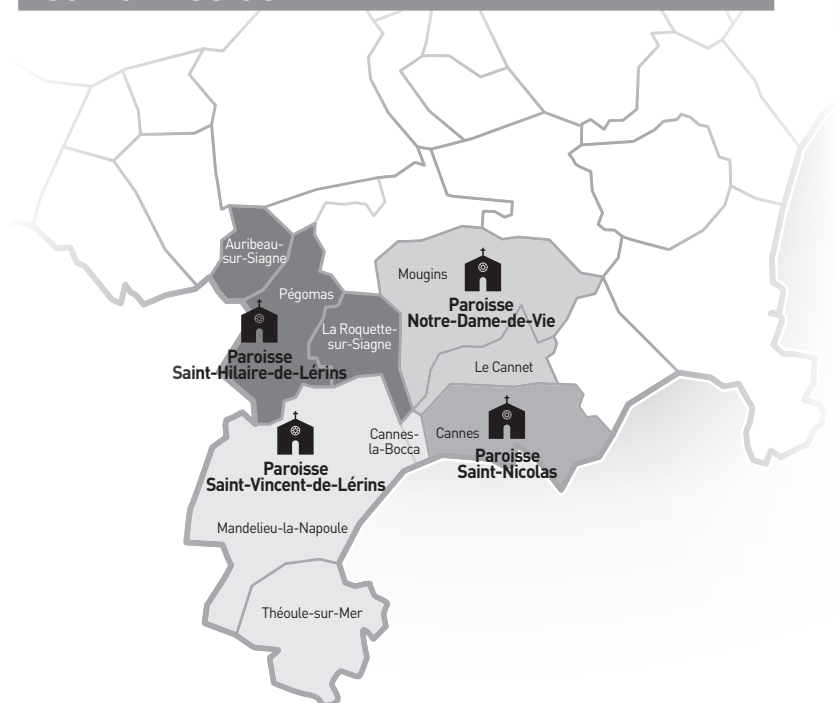 Auribeau-
sur-Siagne
Pégomas
Mougins
La Roquette-
sur-Siagne
Paroisse
Notre-Dame-de-Vie
Paroisse
Saint-Hilaire-de-Lérins
Le Cannet
Cannes-
la-Bocca
Cannes
Paroisse
Saint-Nicolas
Paroisse
Saint-Vincent-de-Lérins
Mandelieu-la-Napoule
Théoule-sur-Mer